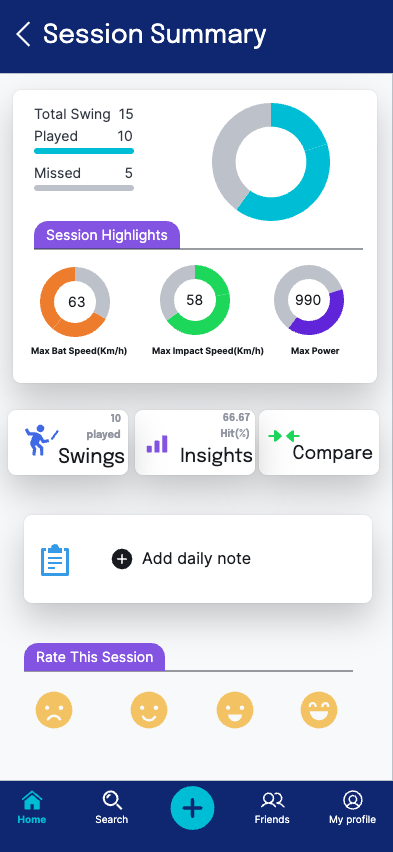 Session Summary
Total Swing 15
Played 10
Missed 5
Session Highlights
63
58
990
Max Bat Speed(Km/h)
Max Impact Speed(Km/h)
Max Power
10
played
Swings
66.67
Hit(%)
Insights
Compare
Add daily note
Rate This Session
Home
Search
Friends
My profile